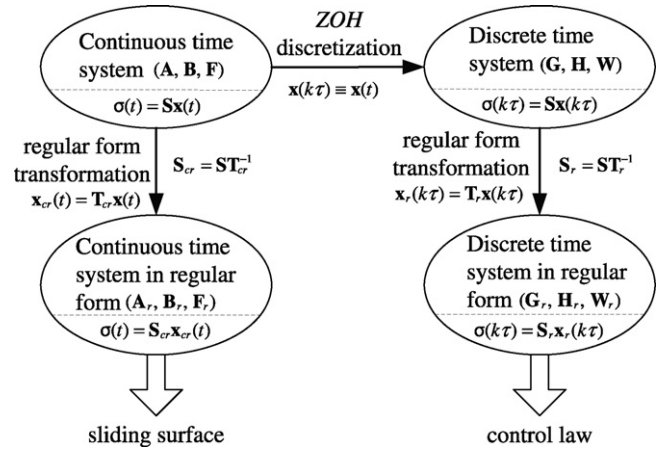 Continuous time
system (A, B, F)
σ(t) = Sx(t)
ZOH
discretization
x(kτ) ≡ x(t)
Discrete time
system (G, H, W)
σ(kτ) = Sx(kτ)
regular form
transformation
x_cr(t) = T_cr x(t)
S_cr = ST_cr^-1
regular form
transformation
x_r(kτ) = T_r x(kτ)
S_r = ST_r^-1
Continuous time
system in regular
form (A_r, B_r, F_r)
σ(t) = S_cr x_cr(t)
Discrete time
system in regular
form (G_r, H_r, W_r)
σ(kτ) = S_r x_r(kτ)
sliding surface
control law